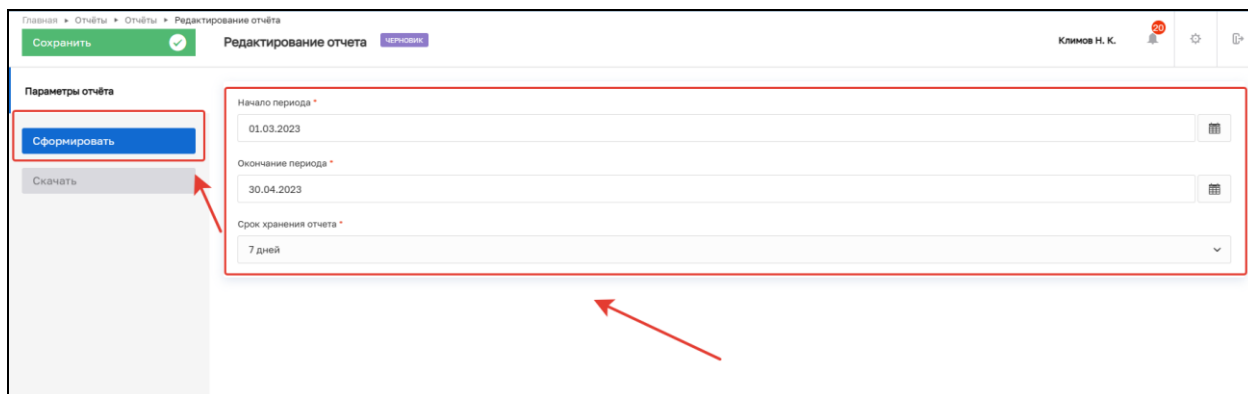 Главная ▸ Отчёты ▸ Отчёты ▸ Редактирование отчёта
Сохранить
Редактирование отчета ЧЕРНОВИК
Климов Н. К.
20
Параметры отчёта
Сформировать
Скачать
Начало периода *
01.03.2023
Окончание периода *
30.04.2023
Срок хранения отчета *
7 дней